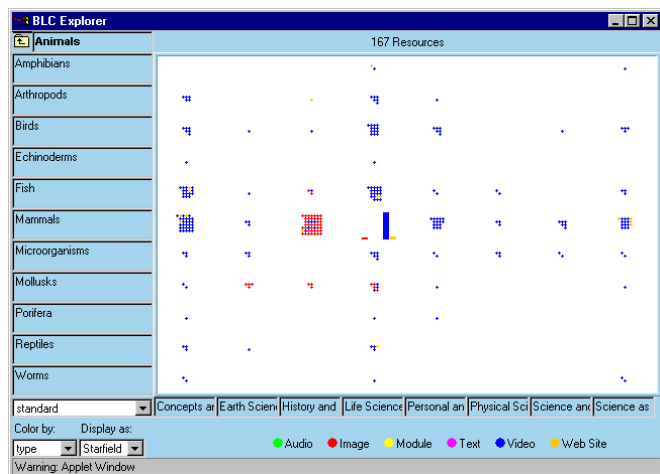 BLC Explorer
Animals
167 Resources
Amphibians
Arthropods
Birds
Echinoderms
Fish
Mammals
Microorganisms
Mollusks
Porifera
Reptiles
Worms
standard
Concepts ar Earth Scien History and Life Science Personal an Physical Sci Science and Science as
Color by: Display as:
type Starfield
Audio Image Module Text Video Web Site
Warning: Applet Window